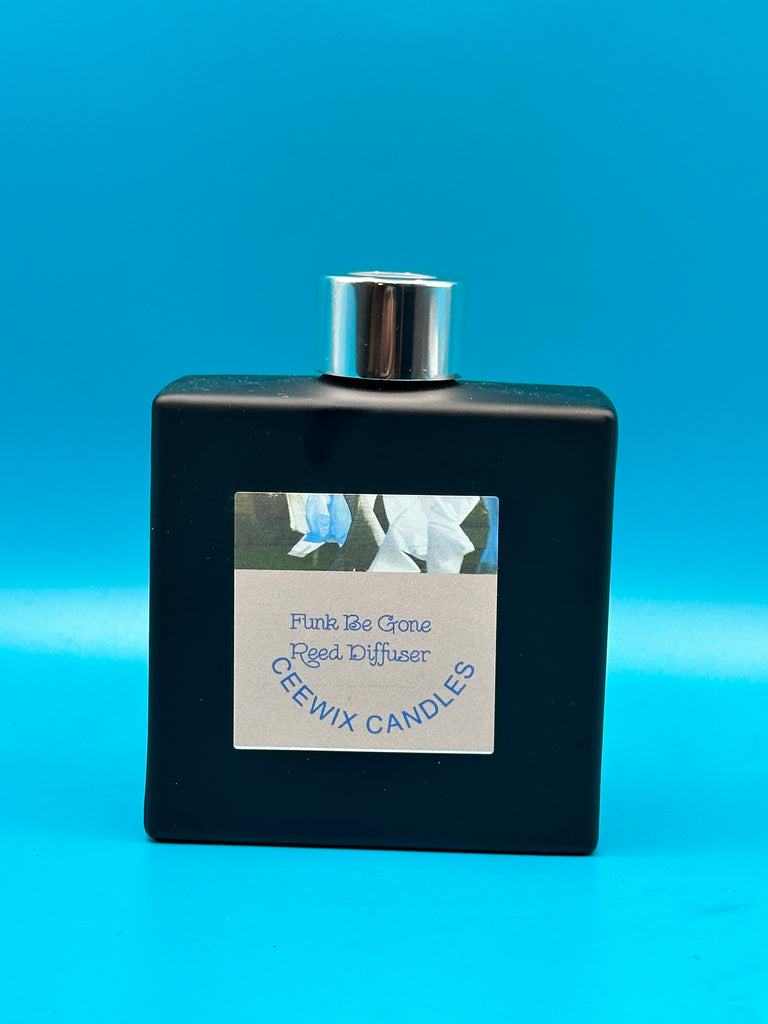 Funk Be Gone
Reed Diffuser
CEEWIX CANDLES